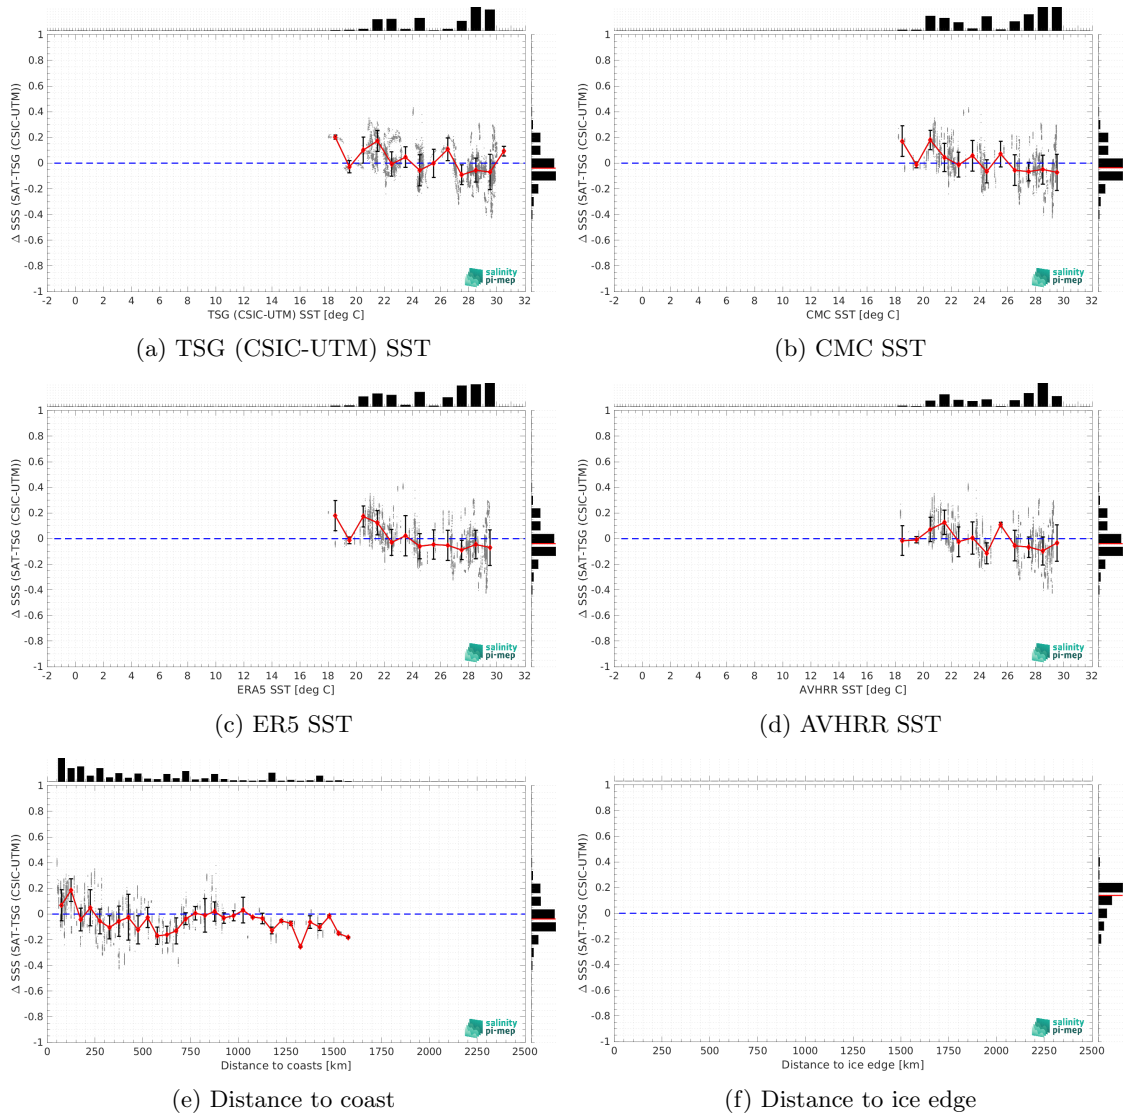 1
0.8
0.6
0.4
0.2
0
-0.2
-0.4
-0.6
-0.8
-1
Δ SSS (SAT-TSG (CSIC-UTM))
-2 0 2 4 6 8 10 12 14 16 18 20 22 24 26 28 30 32
TSG (CSIC-UTM) SST [deg C]
salinity
pi-mep
(a) TSG (CSIC-UTM) SST
1
0.8
0.6
0.4
0.2
0
-0.2
-0.4
-0.6
-0.8
-1
Δ SSS (SAT-TSG (CSIC-UTM))
-2 0 2 4 6 8 10 12 14 16 18 20 22 24 26 28 30 32
CMC SST [deg C]
salinity
pi-mep
(b) CMC SST
1
0.8
0.6
0.4
0.2
0
-0.2
-0.4
-0.6
-0.8
-1
Δ SSS (SAT-TSG (CSIC-UTM))
-2 0 2 4 6 8 10 12 14 16 18 20 22 24 26 28 30 32
ERA5 SST [deg C]
salinity
pi-mep
(c) ER5 SST
1
0.8
0.6
0.4
0.2
0
-0.2
-0.4
-0.6
-0.8
-1
Δ SSS (SAT-TSG (CSIC-UTM))
-2 0 2 4 6 8 10 12 14 16 18 20 22 24 26 28 30 32
AVHRR SST [deg C]
salinity
pi-mep
(d) AVHRR SST
1
0.8
0.6
0.4
0.2
0
-0.2
-0.4
-0.6
-0.8
-1
Δ SSS (SAT-TSG (CSIC-UTM))
0 250 500 750 1000 1250 1500 1750 2000 2250 2500
Distance to coasts [km]
salinity
pi-mep
(e) Distance to coast
1
0.8
0.6
0.4
0.2
0
-0.2
-0.4
-0.6
-0.8
-1
Δ SSS (SAT-TSG (CSIC-UTM))
0 250 500 750 1000 1250 1500 1750 2000 2250 2500
Distance to ice edge [km]
salinity
pi-mep
(f) Distance to ice edge